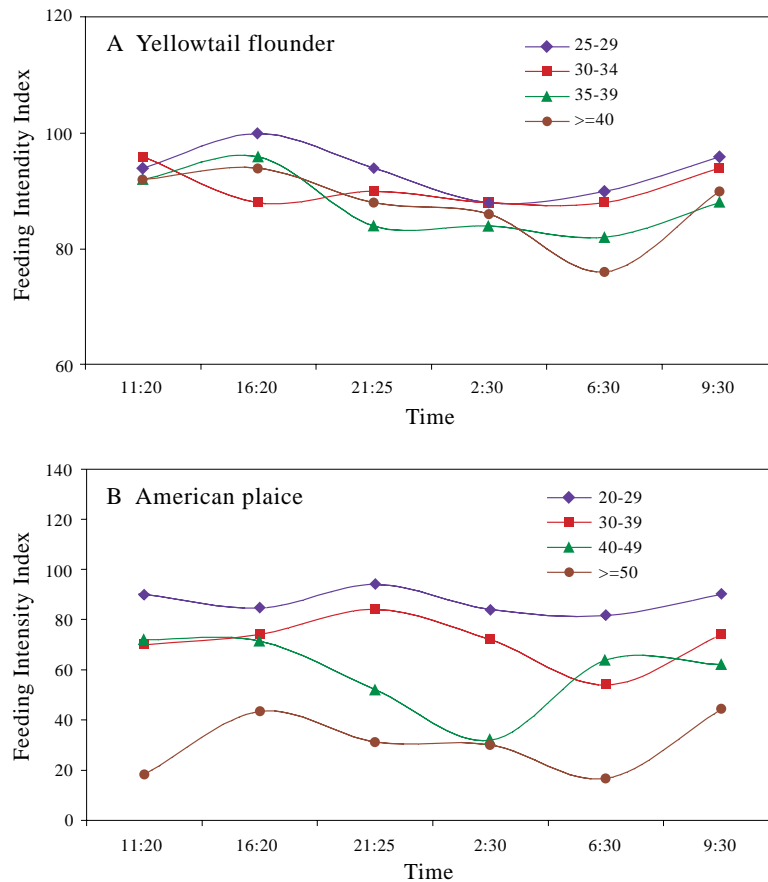 120
A Yellowtail flounder
25-29
30-34
35-39
>=40
100
80
60
Feeding Intendity Index
11:20 16:20 21:25 2:30 6:30 9:30
Time
140
B American plaice
20-29
30-39
40-49
>=50
120
100
80
60
40
20
0
Feeding Intensity Index
11:20 16:20 21:25 2:30 6:30 9:30
Time